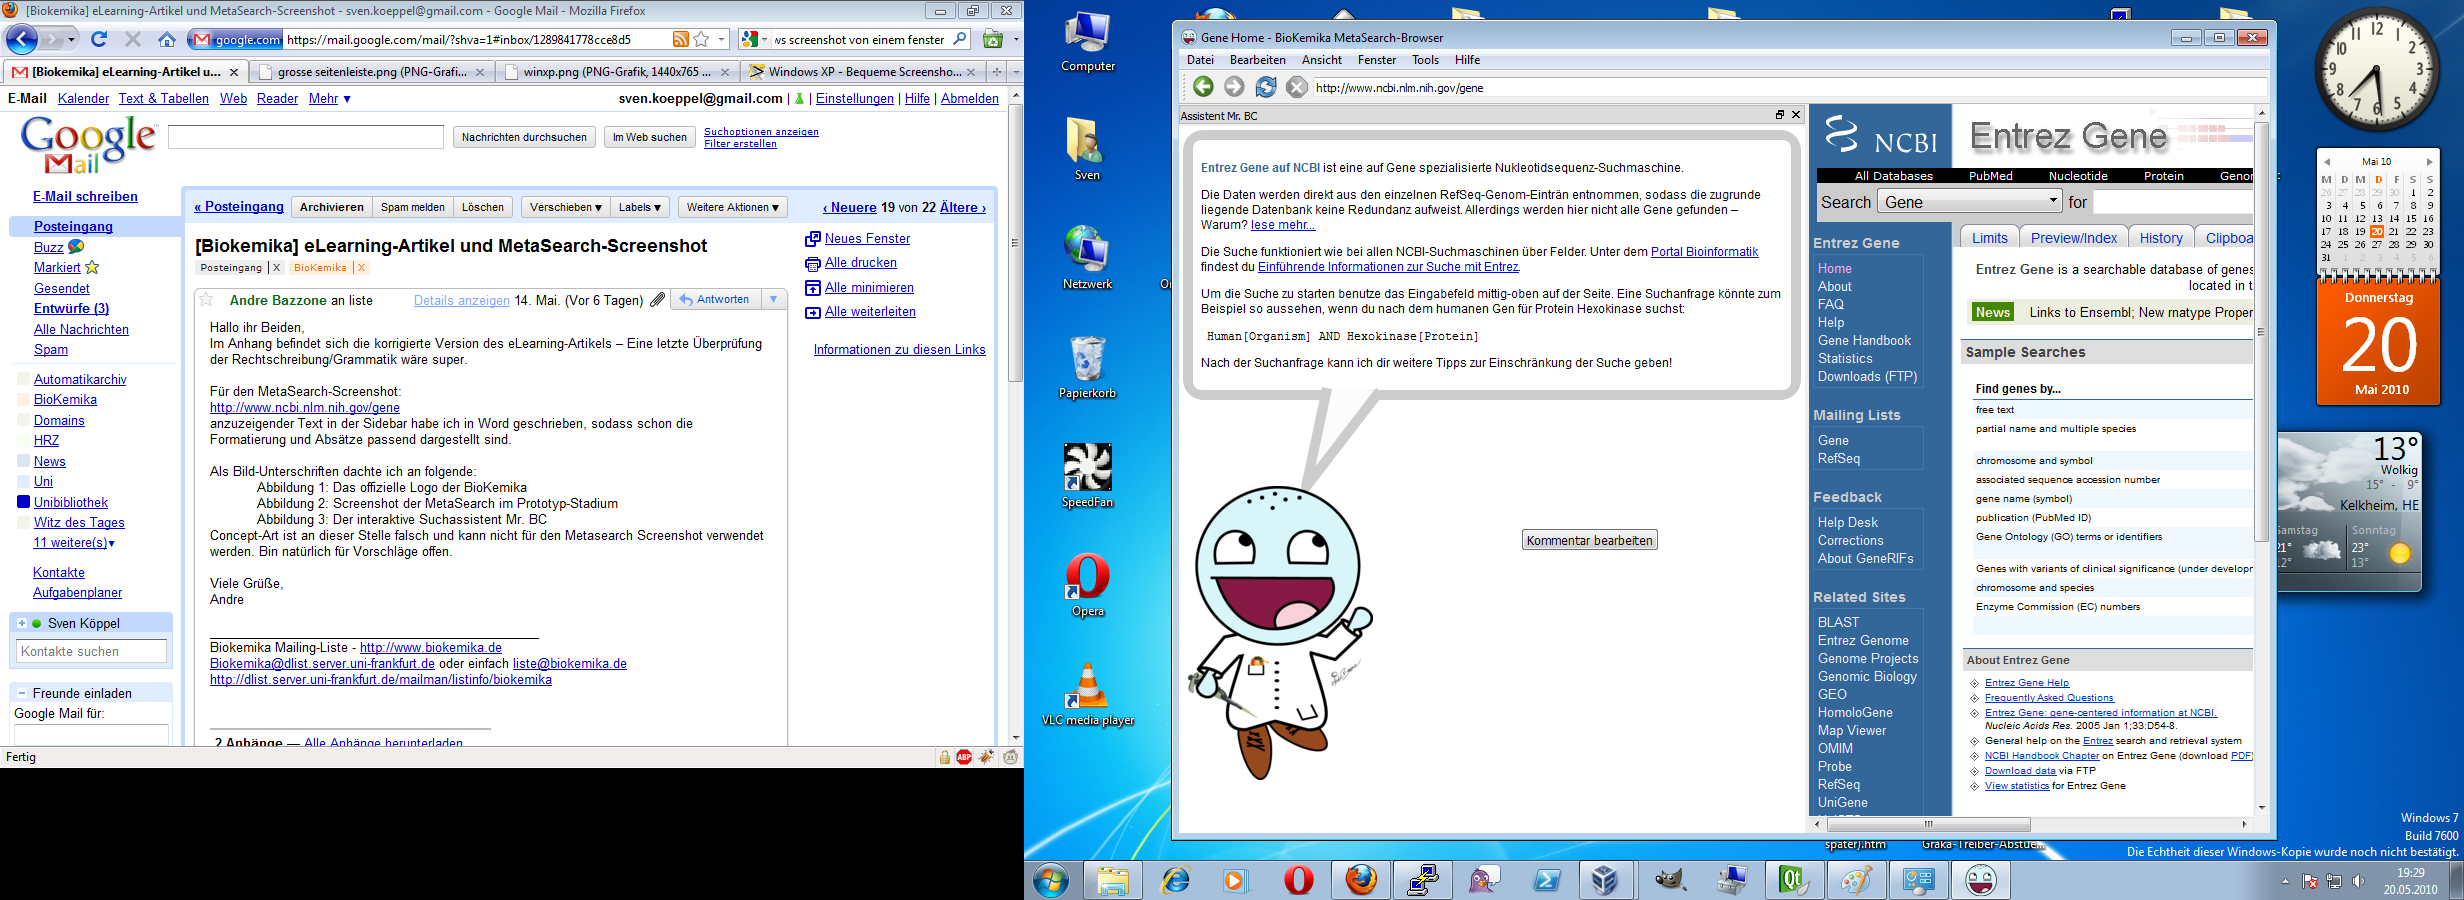 [Biokemika] eLearning-Artikel und MetaSearch-Screenshot - sven.koeppel@gmail.com - Google Mail - Mozilla Firefox
google.com https://mail.google.com/mail/?shva=1#inbox/1289841778cce8d5
ws screenshot von einem fenster
[Biokemika] eLearning-Artikel u...
grosse seitenleiste.png (PNG-Grafi...
winxp.png (PNG-Grafik, 1440x765 ...
Windows XP - Bequeme Screensho...
E-Mail Kalender Text & Tabellen Web Reader Mehr ▼
sven.koeppel@gmail.com | | Einstellungen | Hilfe | Abmelden
Google Mail
Nachrichten durchsuchen
Im Web suchen
Suchoptionen anzeigen
Filter erstellen
E-Mail schreiben
Posteingang
Buzz
Markiert
Gesendet
Entwürfe (3)
Alle Nachrichten
Spam
Automatikarchiv
BioKemika
Domains
HRZ
News
Uni
Unibibliothek
Witz des Tages
11 weitere(s)▾
Kontakte
Aufgabenplaner
Sven Köppel
Kontakte suchen
Freunde einladen
Google Mail für:
« Posteingang
Archivieren
Spam melden
Löschen
Verschieben ▾
Labels ▾
Weitere Aktionen ▾
‹ Neuere 19 von 22 Ältere ›
[Biokemika] eLearning-Artikel und MetaSearch-Screenshot
Posteingang | X BioKemika | X
Neues Fenster
Alle drucken
Alle minimieren
Alle weiterleiten
Informationen zu diesen Links
Andre Bazzone an liste
Details anzeigen 14. Mai. (Vor 6 Tagen)
Antworten
Hallo ihr Beiden,
Im Anhang befindet sich die korrigierte Version des eLearning-Artikels – Eine letzte Überprüfung
der Rechtschreibung/Grammatik wäre super.
Für den MetaSearch-Screenshot:
http://www.ncbi.nlm.nih.gov/gene
anzuzeigender Text in der Sidebar habe ich in Word geschrieben, sodass schon die
Formatierung und Absätze passend dargestellt sind.
Als Bild-Unterschriften dachte ich an folgende:
Abbildung 1: Das offizielle Logo der BioKemika
Abbildung 2: Screenshot der MetaSearch im Prototyp-Stadium
Abbildung 3: Der interaktive Suchassistent Mr. BC
Concept-Art ist an dieser Stelle falsch und kann nicht für den Metasearch Screenshot verwendet
werden. Bin natürlich für Vorschläge offen.
Viele Grüße,
Andre
Biokemika Mailing-Liste - http://www.biokemika.de
Biokemika@dlist.server.uni-frankfurt.de oder einfach liste@biokemika.de
http://dlist.server.uni-frankfurt.de/mailman/listinfo/biokemika
2 Anhänge — Alle Anhänge herunterladen
Fertig
ABP
Computer
Sven
Netzwerk
Papierkorb
SpeedFan
Opera
VLC media player
Gene Home - BioKemika MetaSearch-Browser
Datei Bearbeiten Ansicht Fenster Tools Hilfe
http://www.ncbi.nlm.nih.gov/gene
Assistent Mr. BC
Entrez Gene auf NCBI ist eine auf Gene spezialisierte Nukleotidsequenz-Suchmaschine.
Die Daten werden direkt aus den einzelnen RefSeq-Genom-Einträn entnommen, sodass die zugrunde
liegende Datenbank keine Redundanz aufweist. Allerdings werden hier nicht alle Gene gefunden –
Warum? lese mehr...
Die Suche funktioniert wie bei allen NCBI-Suchmaschinen über Felder. Unter dem Portal Bioinformatik
findest du Einführende Informationen zur Suche mit Entrez.
Um die Suche zu starten benutze das Eingabefeld mittig-oben auf der Seite. Eine Suchanfrage könnte zum
Beispiel so aussehen, wenn du nach dem humanen Gen für Protein Hexokinase suchst:
Human[Organism] AND Hexokinase[Protein]
Nach der Suchanfrage kann ich dir weitere Tipps zur Einschränkung der Suche geben!
Kommentar bearbeiten
NCBI
Entrez Gene
All Databases PubMed Nucleotide Protein Genor
Search Gene for
Limits Preview/Index History Clipboa
Entrez Gene
Home
About
FAQ
Help
Gene Handbook
Statistics
Downloads (FTP)
Mailing Lists
Gene
RefSeq
Feedback
Help Desk
Corrections
About GeneRIFs
Related Sites
BLAST
Entrez Genome
Genome Projects
Genomic Biology
GEO
HomoloGene
Map Viewer
OMIM
Probe
RefSeq
UniGene
Entrez Gene is a searchable database of genes
located in t
News Links to Ensembl; New rnatype Proper
Sample Searches
Find genes by...
free text
partial name and multiple species
chromosome and symbol
associated sequence accession number
gene name (symbol)
publication (PubMed ID)
Gene Ontology (GO) terms or identifiers
Genes with variants of clinical significance (under developr
chromosome and species
Enzyme Commission (EC) numbers
About Entrez Gene
Entrez Gene Help
Frequently Asked Questions
Entrez Gene: gene-centered information at NCBI.
Nucleic Acids Res. 2005 Jan 1;33:D54-8.
General help on the Entrez search and retrieval system
NCBI Handbook Chapter on Entrez Gene (download PDF)
Download data via FTP
View statistics for Entrez Gene
später).htm
Graka-Treiber-Abstue...
12 1 2 3 4 5 6 7 8 9 10 11
Mai 10
M D M D F S S
26 27 28 29 30 1 2
3 4 5 6 7 8 9
10 11 12 13 14 15 16
17 18 19 20 21 22 23
24 25 26 27 28 29 30
31 1 2 3 4 5 6
Donnerstag
20
Mai 2010
13°
Wolkig
15° - 9°
Kelkheim, HE
Samstag Sonntag
21° 23°
12° 13°
Windows 7
Build 7600
Die Echtheit dieser Windows-Kopie wurde noch nicht bestätigt.
Qt
19:29
20.05.2010